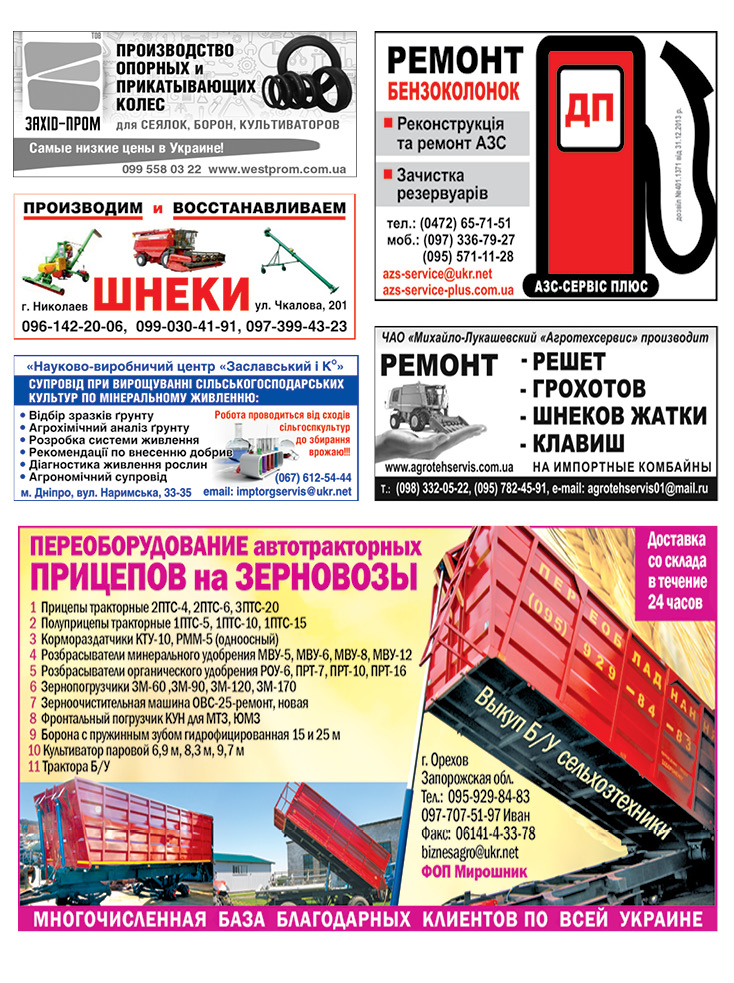 ТОВ
ЗАХІД-ПРОМ
ПРОИЗВОДСТВО
ОПОРНЫХ и
ПРИКАТЫВАЮЩИХ
КОЛЕС
для СЕЯЛОК, БОРОН, КУЛЬТИВАТОРОВ
Самые низкие цены в Украине!
099 558 03 22 www.westprom.com.ua
ПРОИЗВОДИМ и ВОССТАНАВЛИВАЕМ
ШНЕКИ
г. Николаев
ул. Чкалова, 201
096-142-20-06, 099-030-41-91, 097-399-43-23
«Науково-виробничий центр «Заславський і К°»
СУПРОВІД ПРИ ВИРОЩУВАННІ СІЛЬСЬКОГОСПОДАРСЬКИХ
КУЛЬТУР ПО МІНЕРАЛЬНОМУ ЖИВЛЕННЮ:
• Відбір зразків ґрунту
• Агрохімічний аналіз ґрунту
• Розробка системи живлення
• Рекомендації по внесенню добрив
• Діагностика живлення рослин
• Агрономічний супровід
Робота проводиться від сходів
сільгоспкультур
до збирання
врожаю!!!
(067) 612-54-44
м. Дніпро, вул. Наримська, 33-35 email: imptorgservis@ukr.net
РЕМОНТ
БЕНЗОКОЛОНОК
Реконструкція
та ремонт АЗС
Зачистка
резервуарів
тел.: (0472) 65-71-51
моб.: (097) 336-79-27
(095) 571-11-28
azs-service@ukr.net
azs-service-plus.com.ua
ДП
АЗС-СЕРВІС ПЛЮС
дозвіл №401.1371 від 31.12.2013 р.
ЧАО «Михайло-Лукашевский «Агротехсервис» производит
РЕМОНТ
- РЕШЕТ
- ГРОХОТОВ
- ШНЕКОВ ЖАТКИ
- КЛАВИШ
www.agrotehservis.com.ua
НА ИМПОРТНЫЕ КОМБАЙНЫ
Т.: (098) 332-05-22, (095) 782-45-91, e-mail: agrotehservis01@mail.ru
ПЕРЕОБОРУДОВАНИЕ автотракторных
ПРИЦЕПОВ на ЗЕРНОВОЗЫ
1 Прицепы тракторные 2ПТС-4, 2ПТС-6, 3ПТС-20
2 Полуприцепы тракторные 1ПТС-5, 1ПТС-10, 1ПТС-15
3 Кормораздатчики КТУ-10, РММ-5 (одноосный)
4 Розбрасыватели минерального удобрения МВУ-5, МВУ-6, МВУ-8, МВУ-12
5 Розбрасыватели органического удобрения РОУ-6, ПРТ-7, ПРТ-10, ПРТ-16
6 Зернопогрузчики ЗМ-60 ,ЗМ-90, ЗМ-120, ЗМ-170
7 Зерноочистительная машина ОВС-25-ремонт, новая
8 Фронтальный погрузчик КУН для МТЗ, ЮМЗ
9 Борона с пружинным зубом гидрофицированная 15 и 25 м
10 Культиватор паровой 6,9 м, 8,3 м, 9,7 м
11 Трактора Б/У
Доставка
со склада
в течение
24 часов
ПЕРЕОБЛАДНАНН
(095) 929-84-83
Выкуп Б/У сельхозтехники
г. Орехов
Запорожская обл.
Тел.: 095-929-84-83
097-707-51-97 Иван
Факс: 06141-4-33-78
biznesagro@ukr.net
ФОП Мирошник
МНОГОЧИСЛЕННАЯ БАЗА БЛАГОДАРНЫХ КЛИЕНТОВ ПО ВСЕЙ УКРАИНЕ